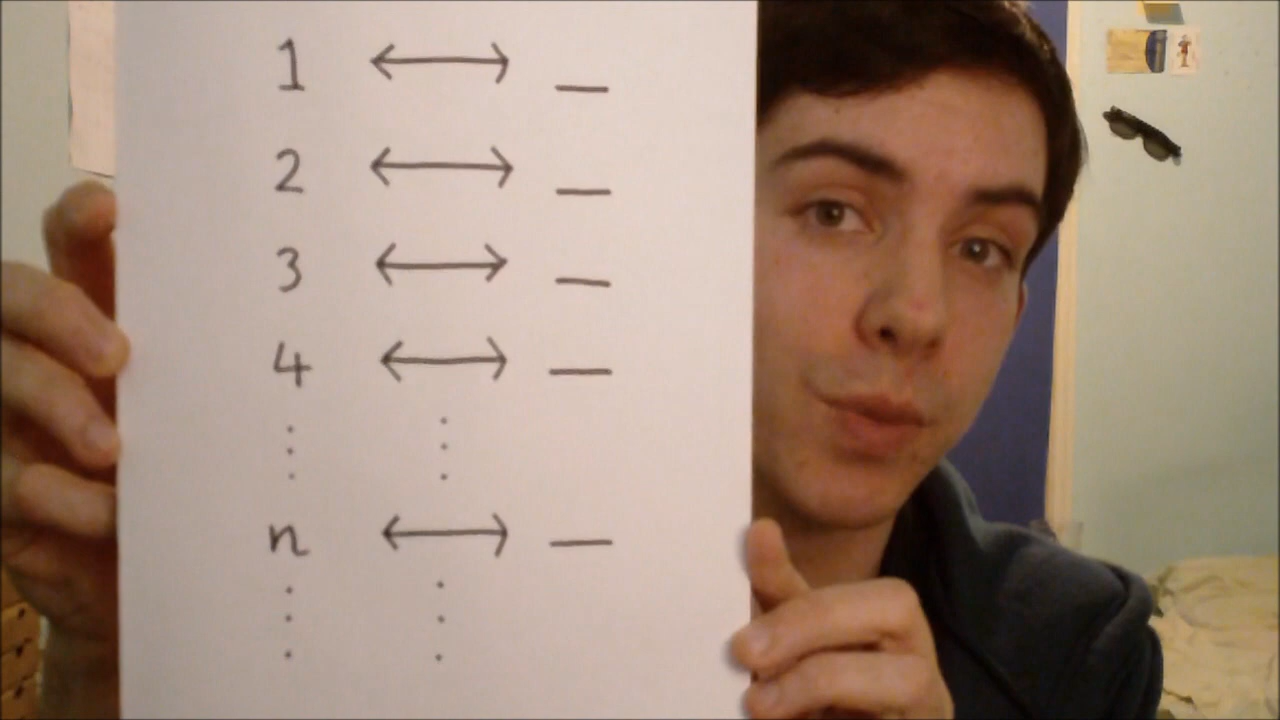 1 ↔ _
2 ↔ _
3 ↔ _
4 ↔ _
⋮ ⋮
n ↔ _
⋮ ⋮